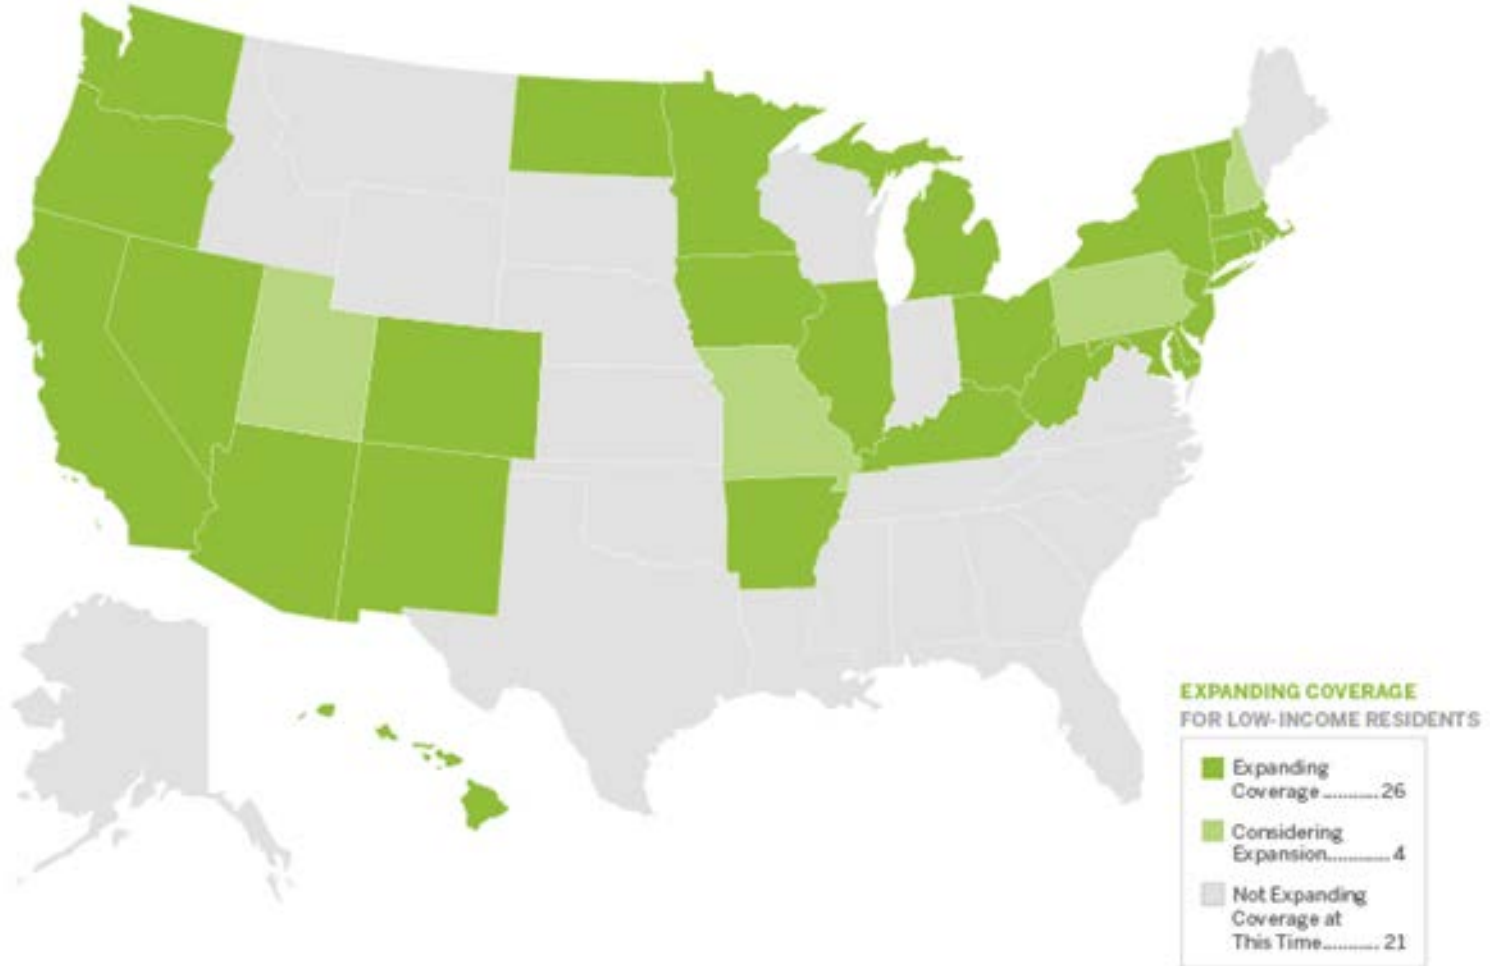 EXPANDING COVERAGE
FOR LOW-INCOME RESIDENTS
Expanding
Coverage............26
Considering
Expansion.............4
Not Expanding
Coverage at
This Time............21